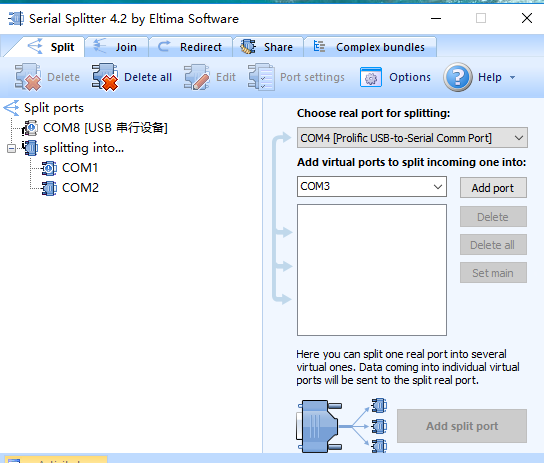 Serial Splitter 4.2 by Eltima Software
Split Join Redirect Share Complex bundles
Delete Delete all Edit Port settings Options Help
Split ports
COM8 [USB 串行设备]
splitting into...
COM1
COM2
Choose real port for splitting:
COM4 [Prolific USB-to-Serial Comm Port]
Add virtual ports to split incoming one into:
COM3
Add port
Delete
Delete all
Set main
Here you can split one real port into several
virtual ones. Data coming into individual virtual
ports will be sent to the split real port.
Add split port